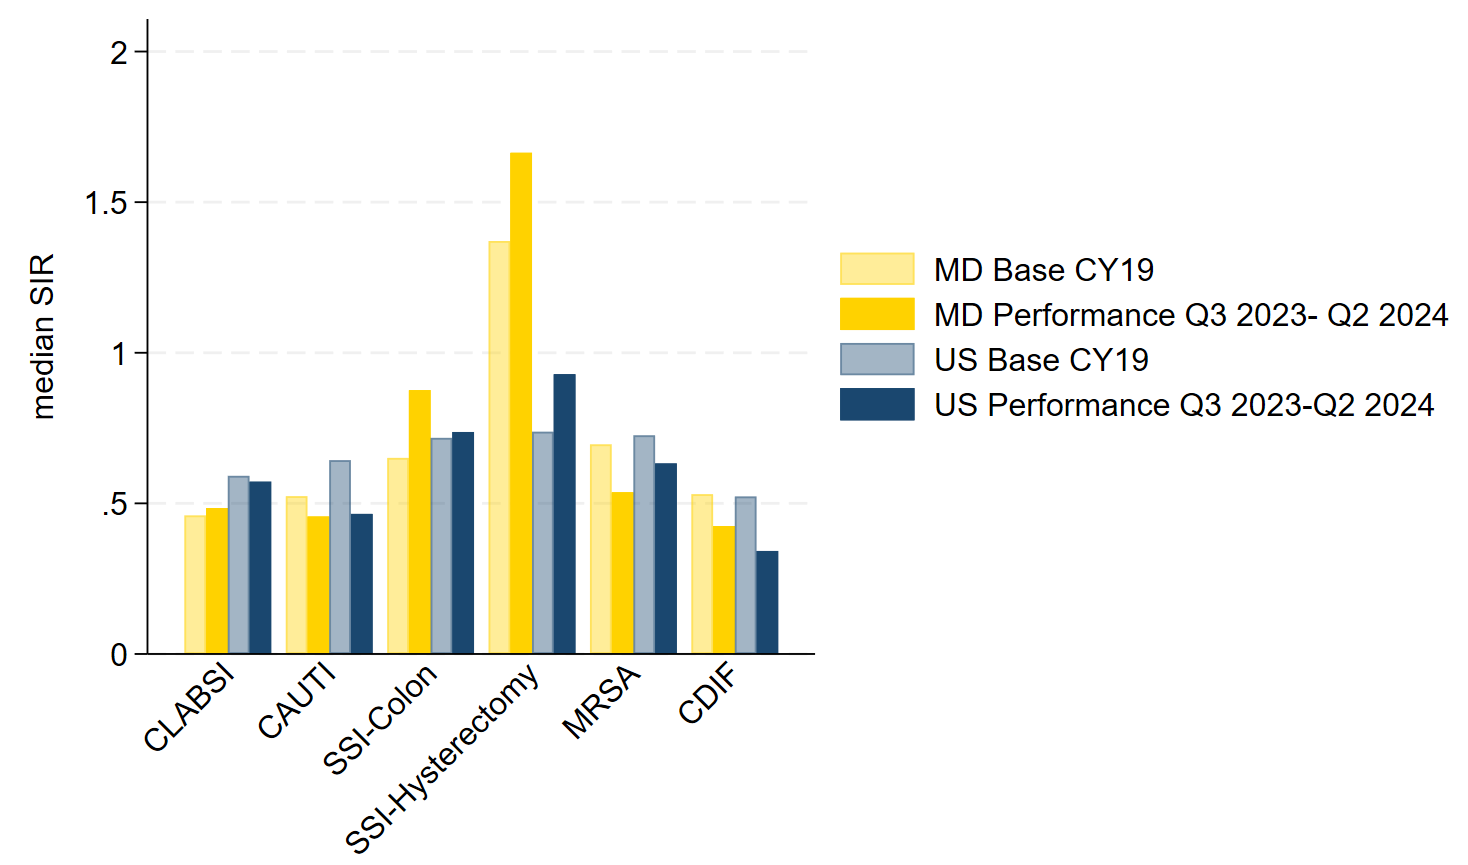 2
1.5
1
.5
0
median SIR
CLABSI
CAUTI
SSI-Colon
SSI-Hysterectomy
MRSA
CDIF
MD Base CY19
MD Performance Q3 2023- Q2 2024
US Base CY19
US Performance Q3 2023-Q2 2024